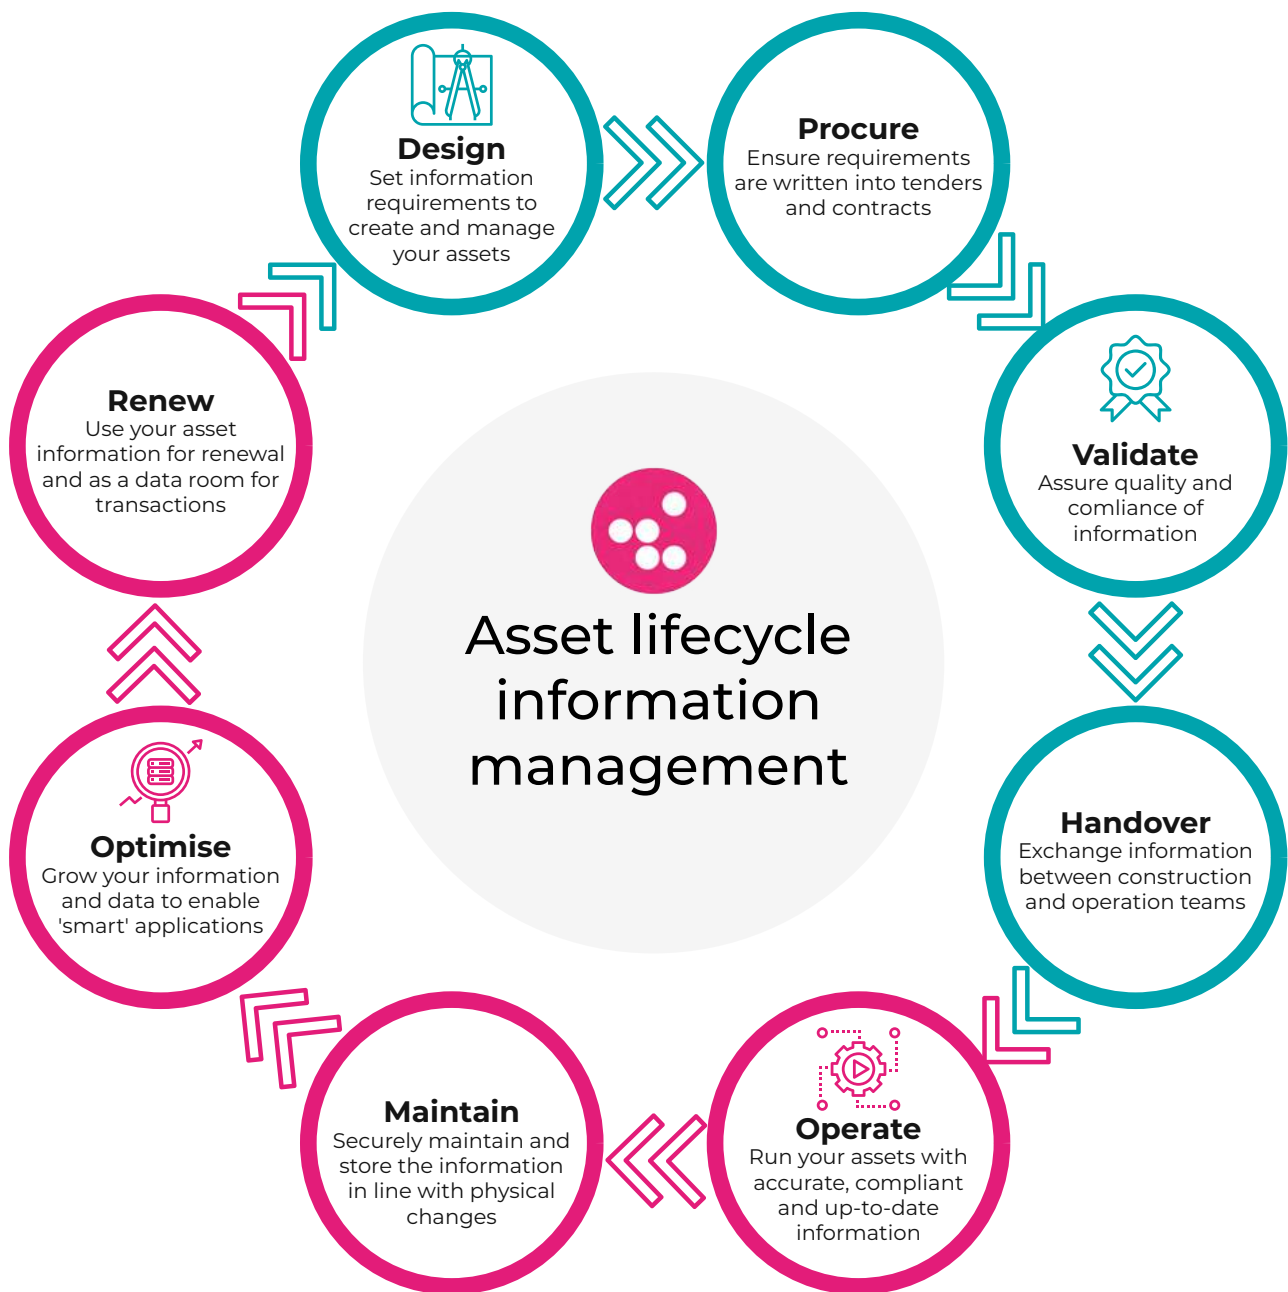 Design
Set information
requirements to
create and manage
your assets
Procure
Ensure requirements
are written into tenders
and contracts
Validate
Assure quality and
comliance of
information
Handover
Exchange information
between construction
and operation teams
Operate
Run your assets with
accurate, compliant
and up-to-date
information
Maintain
Securely maintain and
store the information
in line with physical
changes
Optimise
Grow your information
and data to enable
'smart' applications
Renew
Use your asset
information for renewal
and as a data room for
transactions
Asset lifecycle
information
management